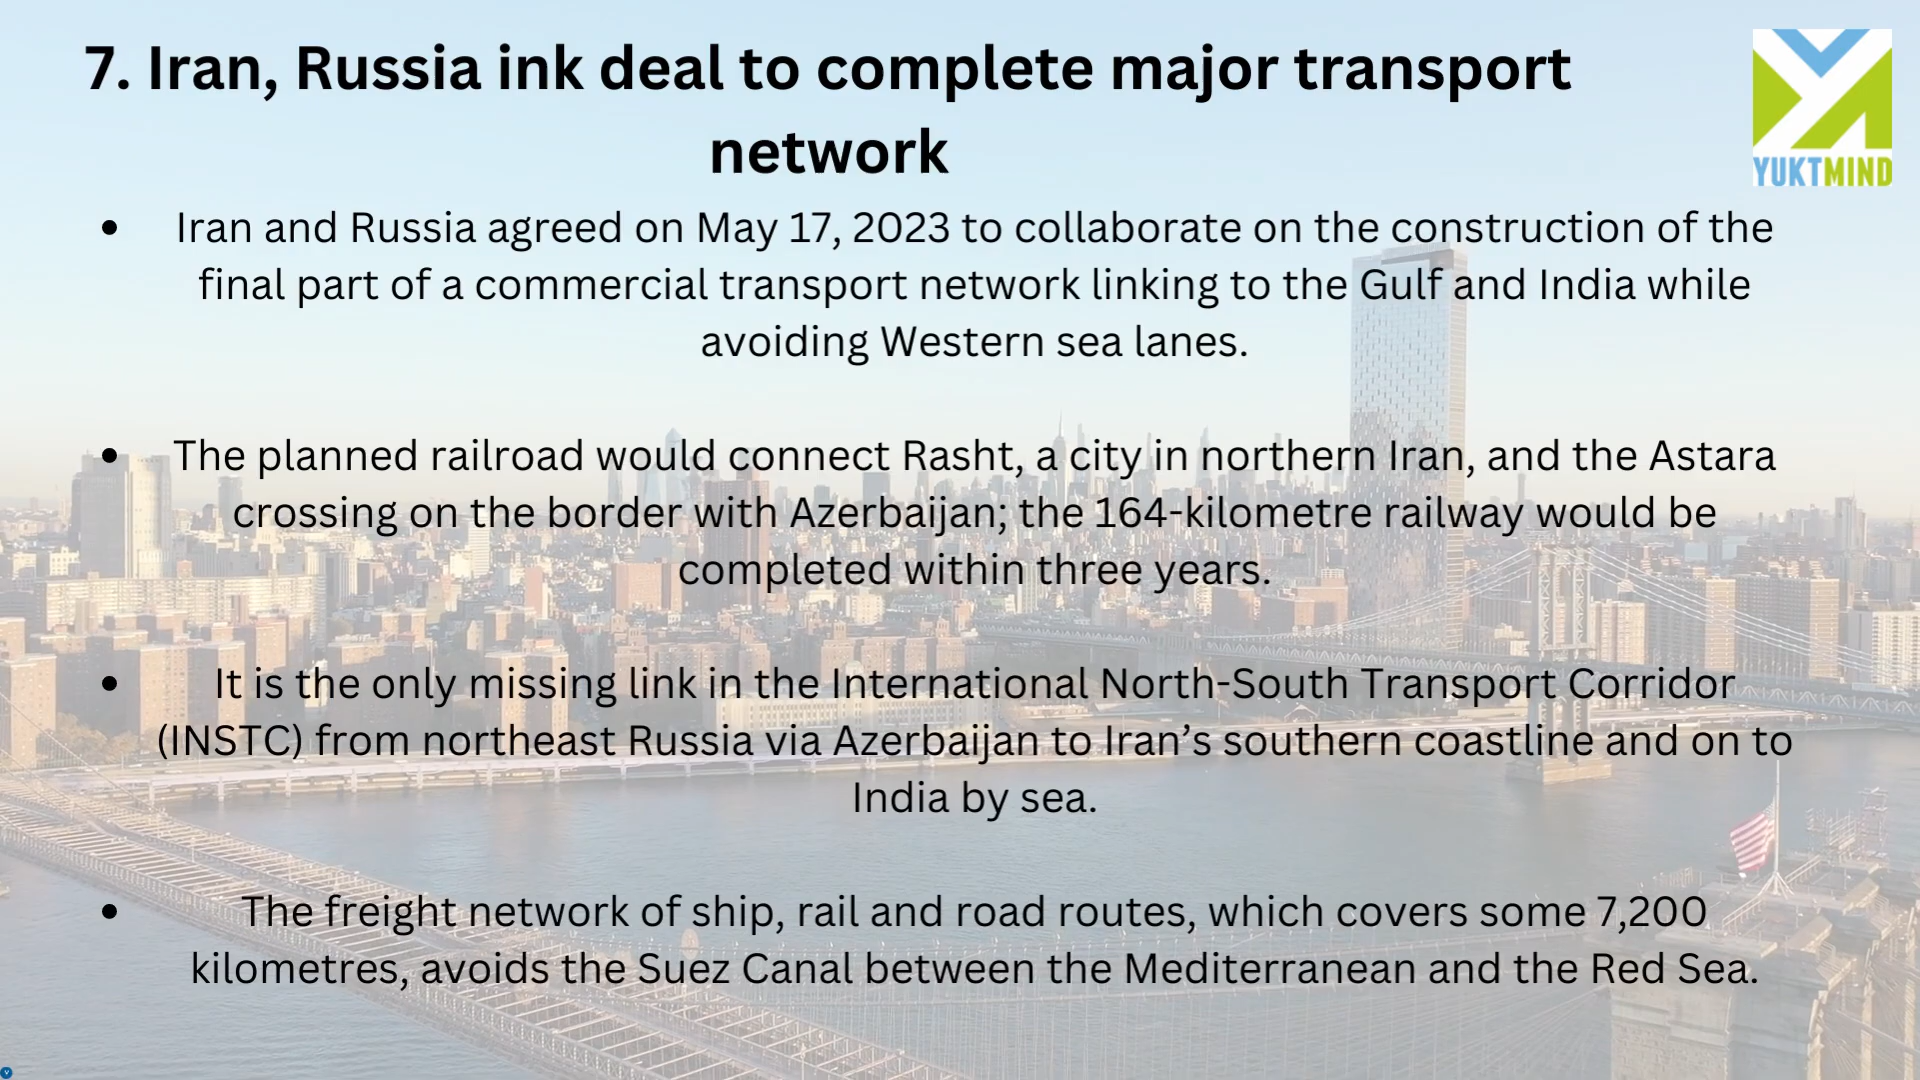 7. Iran, Russia ink deal to complete major transport
network
YUKTMIND
• Iran and Russia agreed on May 17, 2023 to collaborate on the construction of the
final part of a commercial transport network linking to the Gulf and India while
avoiding Western sea lanes.
• The planned railroad would connect Rasht, a city in northern Iran, and the Astara
crossing on the border with Azerbaijan; the 164-kilometre railway would be
completed within three years.
• It is the only missing link in the International North-South Transport Corridor
(INSTC) from northeast Russia via Azerbaijan to Iran’s southern coastline and on to
India by sea.
• The freight network of ship, rail and road routes, which covers some 7,200
kilometres, avoids the Suez Canal between the Mediterranean and the Red Sea.